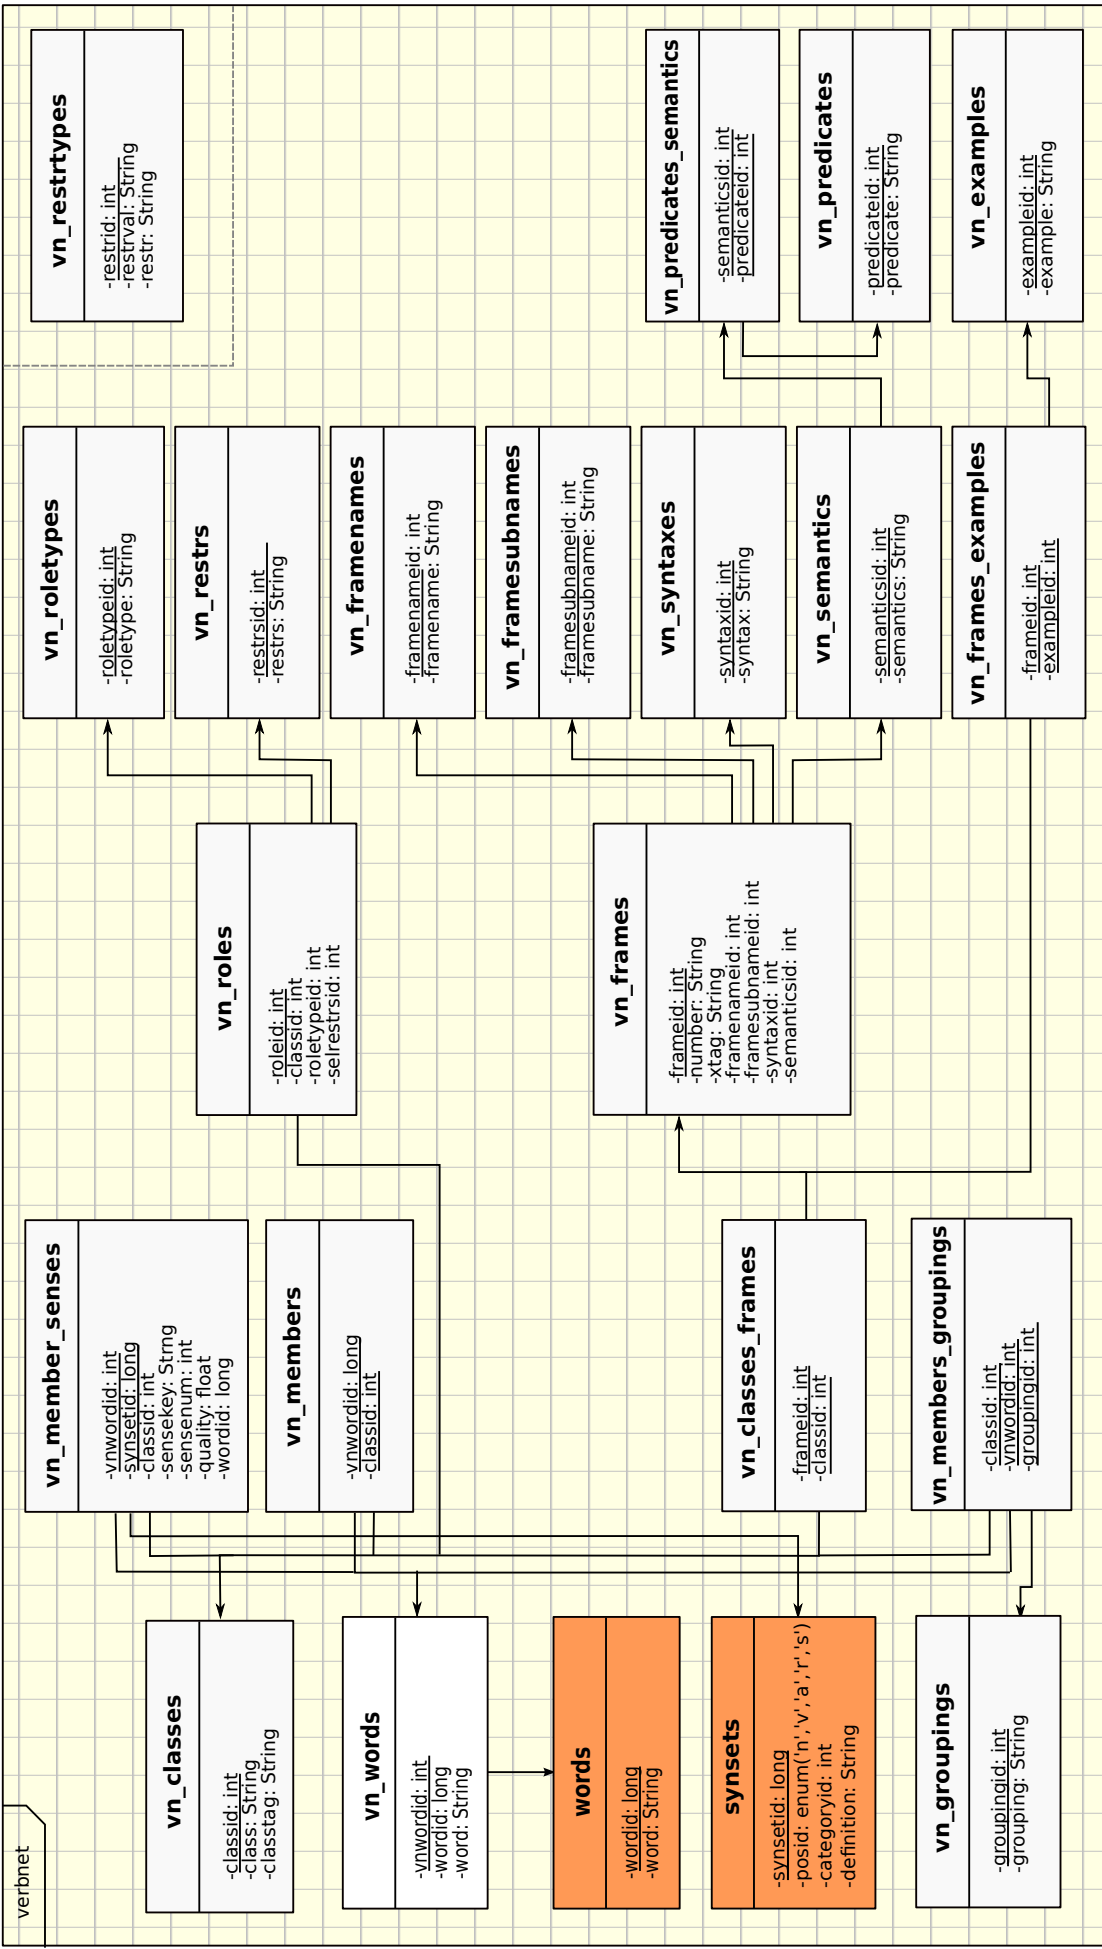 verbnet
vn_classes
-classid: int
-class: String
-classtag: String
vn_words
-vnwordid: int
-wordid: long
-word: String
words
-wordid: long
-word: String
synsets
-synsetid: long
-posid: enum('n','v','a','r','s')
-categoryid: int
-definition: String
vn_groupings
-groupingid: int
-grouping: String
vn_member_senses
-vnwordid: int
-synsetid: long
-classid: int
-sensekey: Strng
-sensenum: int
-quality: float
-wordid: long
vn_members
-vnwordid: long
-classid: int
vn_classes_frames
-frameid: int
-classid: int
vn_members_groupings
-classid: int
-vnwordid: int
-groupingid: int
vn_roles
-roleid: int
-classid: int
-roletypeid: int
-selrestrsid: int
vn_frames
-frameid: int
-number: String
-xtag: String
-framenameid: int
-framesubnameid: int
-syntaxid: int
-semanticsid: int
vn_roletypes
-roletypeid: int
-roletype: String
vn_restrs
-restrsid: int
-restrs: String
vn_framenames
-framenameid: int
-framename: String
vn_framesubnames
-framesubnameid: int
-framesubname: String
vn_syntaxes
-syntaxid: int
-syntax: String
vn_semantics
-semanticsid: int
-semantics: String
vn_frames_examples
-frameid: int
-exampleid: int
vn_restrtypes
-restrid: int
-restrval: String
-restr: String
vn_predicates_semantics
-semanticsid: int
-predicateid: int
vn_predicates
-predicateid: int
-predicate: String
vn_examples
-exampleid: int
-example: String